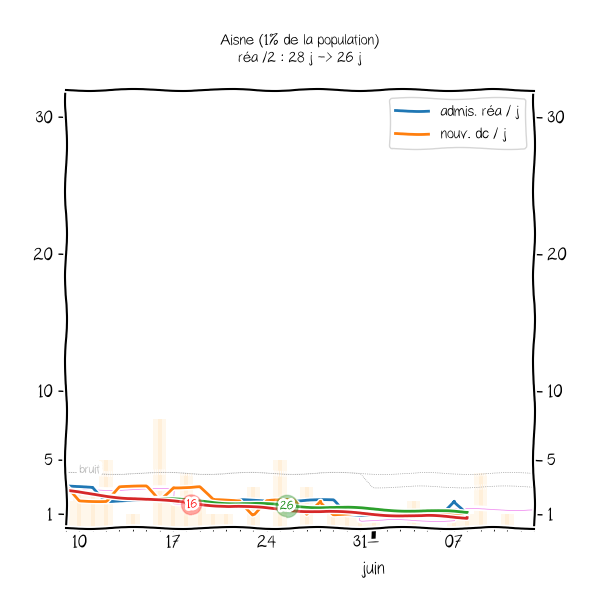 Aisne (1% de la population)
réa /2 : 28 j -> 26 j
admis. réa / j
nouv. dc / j
30
30
20
20
10
10
5
5
bruit
16
26
1
1
10
17
24
31
07
juin